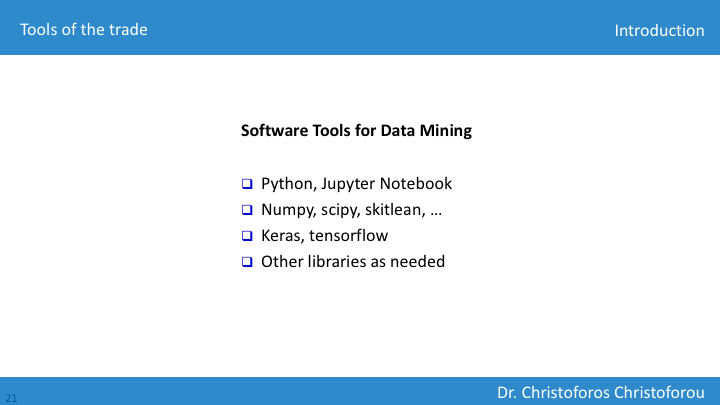 Tools of the trade
Introduction
Software Tools for Data Mining
Python, Jupyter Notebook
Numpy, scipy, skitlean, ...
Keras, tensorflow
Other libraries as needed
21
Dr. Christoforos Christoforou